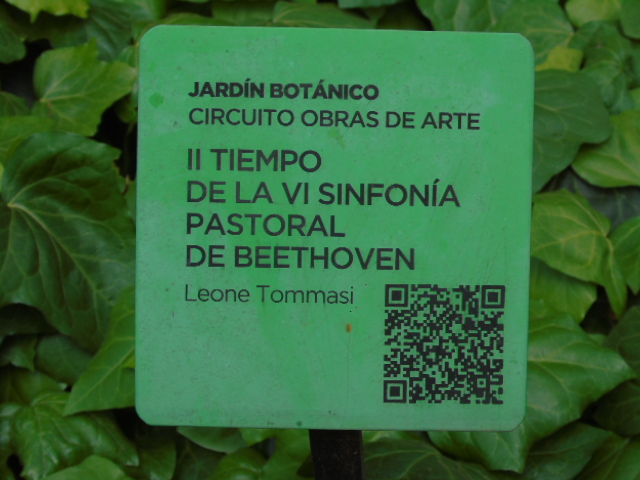 JARDÍN BOTÁNICO
CIRCUITO OBRAS DE ARTE
II TIEMPO
DE LA VI SINFONÍA
PASTORAL
DE BEETHOVEN
Leone Tommasi